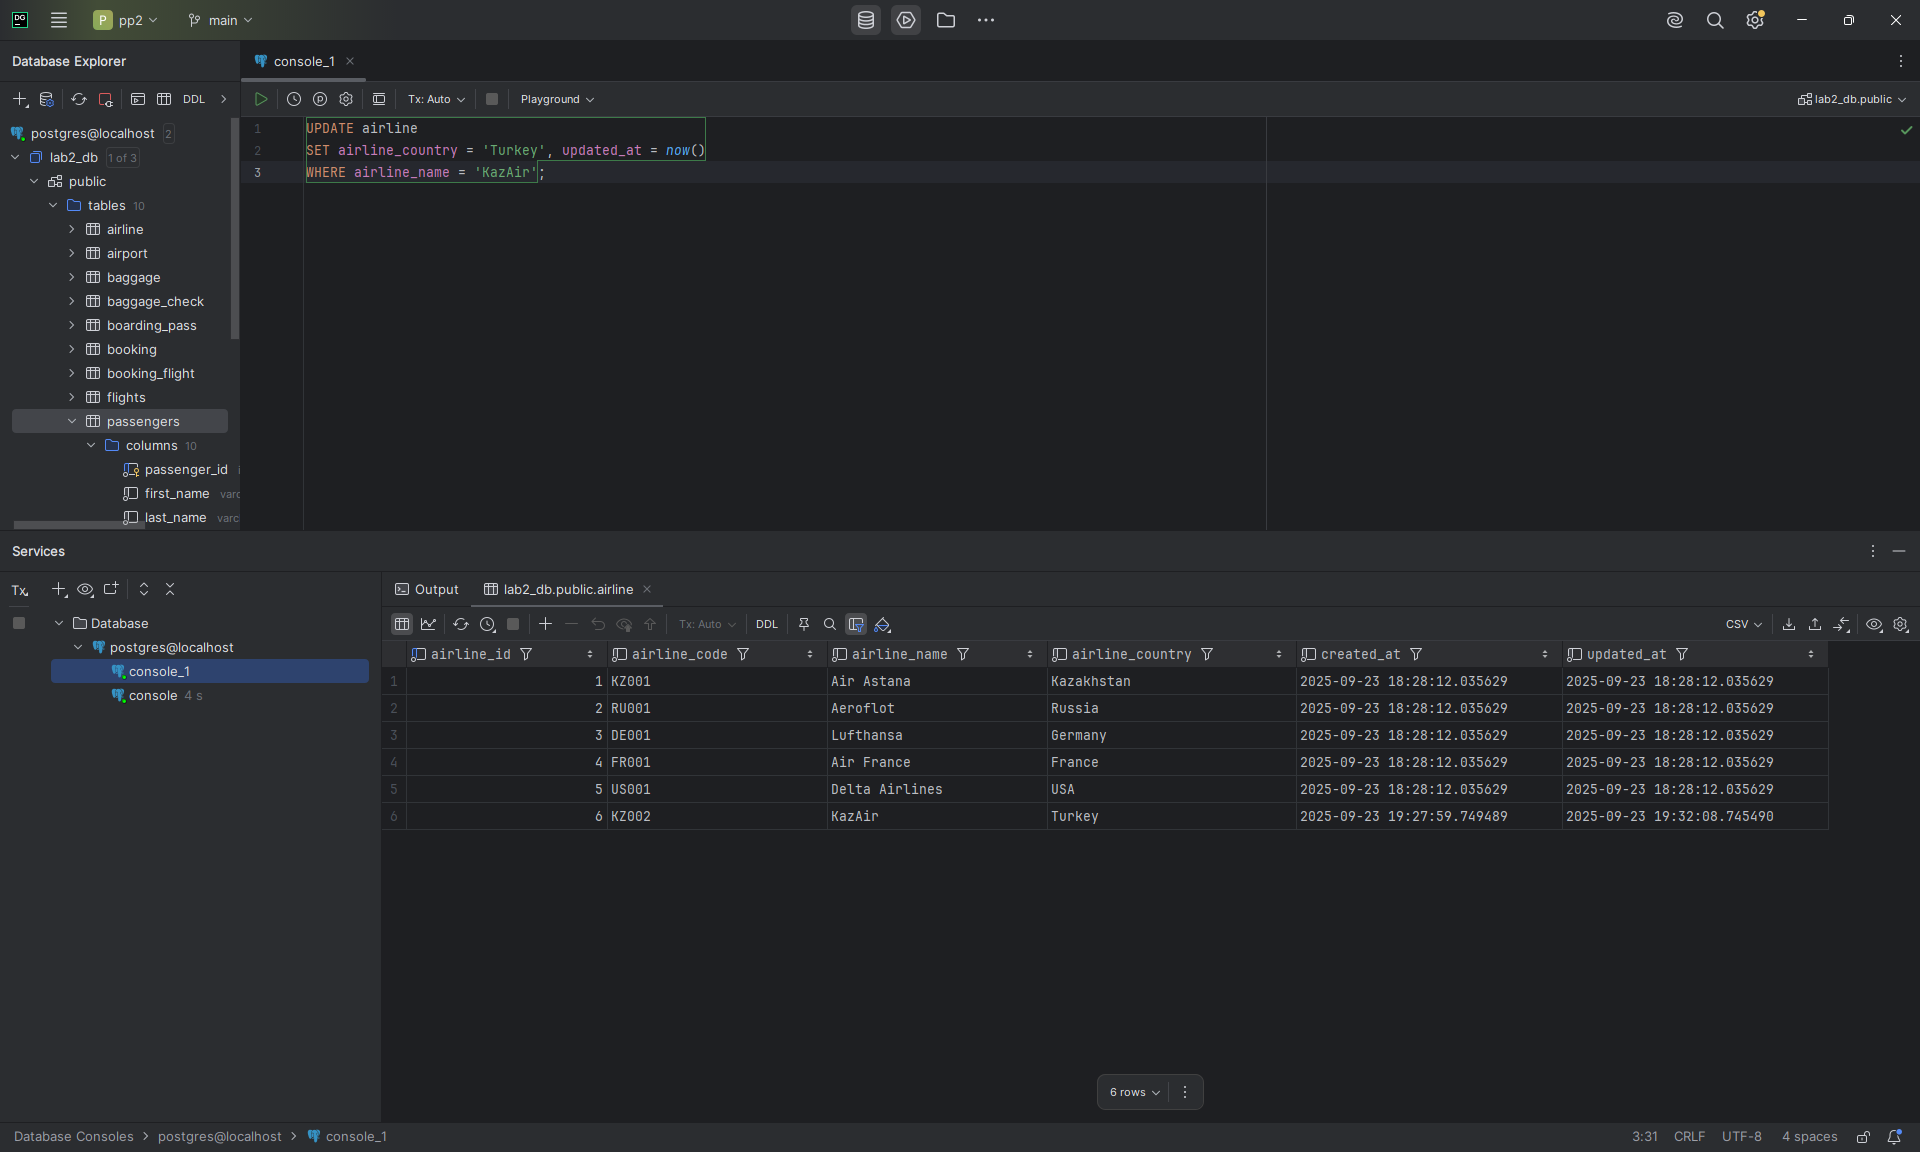 DG
P pp2
main
Database Explorer
console_1
DDL
Tx: Auto
Playground
lab2_db.public
postgres@localhost 2
lab2_db 1 of 3
public
tables 10
airline
airport
baggage
baggage_check
boarding_pass
booking
booking_flight
flights
passengers
columns 10
passenger_id
first_name varc
last_name varc
1 UPDATE airline
2 SET airline_country = 'Turkey', updated_at = now()
3 WHERE airline_name = 'KazAir';
Services
Tx
Database
postgres@localhost
console_1
console 4 s
Output
lab2_db.public.airline
Tx: Auto
DDL
CSV
airline_id airline_code airline_name airline_country created_at updated_at
1 1 KZ001 Air Astana Kazakhstan 2025-09-23 18:28:12.035629 2025-09-23 18:28:12.035629
2 2 RU001 Aeroflot Russia 2025-09-23 18:28:12.035629 2025-09-23 18:28:12.035629
3 3 DE001 Lufthansa Germany 2025-09-23 18:28:12.035629 2025-09-23 18:28:12.035629
4 4 FR001 Air France France 2025-09-23 18:28:12.035629 2025-09-23 18:28:12.035629
5 5 US001 Delta Airlines USA 2025-09-23 18:28:12.035629 2025-09-23 18:28:12.035629
6 6 KZ002 KazAir Turkey 2025-09-23 19:27:59.749489 2025-09-23 19:32:08.745490
6 rows
Database Consoles > postgres@localhost > console_1
3:31 CRLF UTF-8 4 spaces